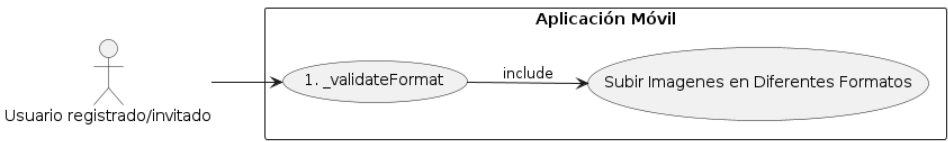 Aplicación Móvil
1. _validateFormat
include
Subir Imagenes en Diferentes Formatos
Usuario registrado/invitado